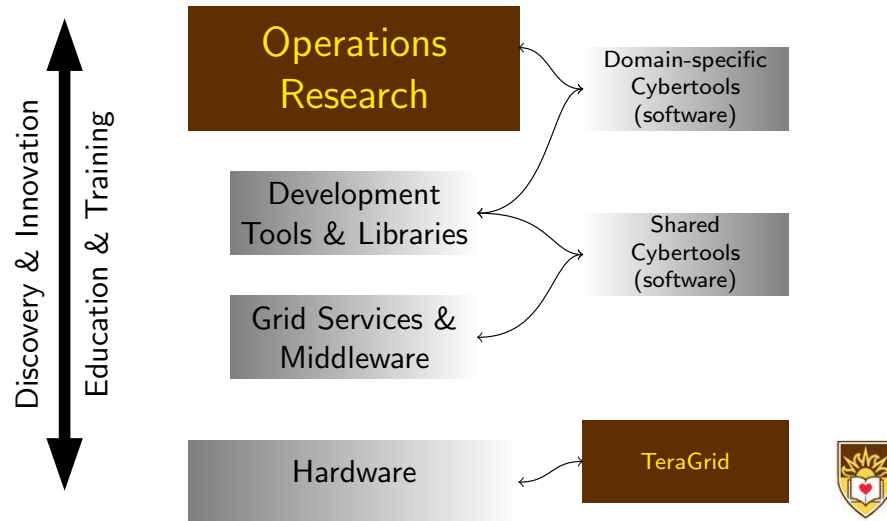 Discovery & Innovation
Education & Training
Operations
Research
Domain-specific
Cybertools
(software)
Development
Tools & Libraries
Shared
Cybertools
(software)
Grid Services &
Middleware
Hardware
TeraGrid